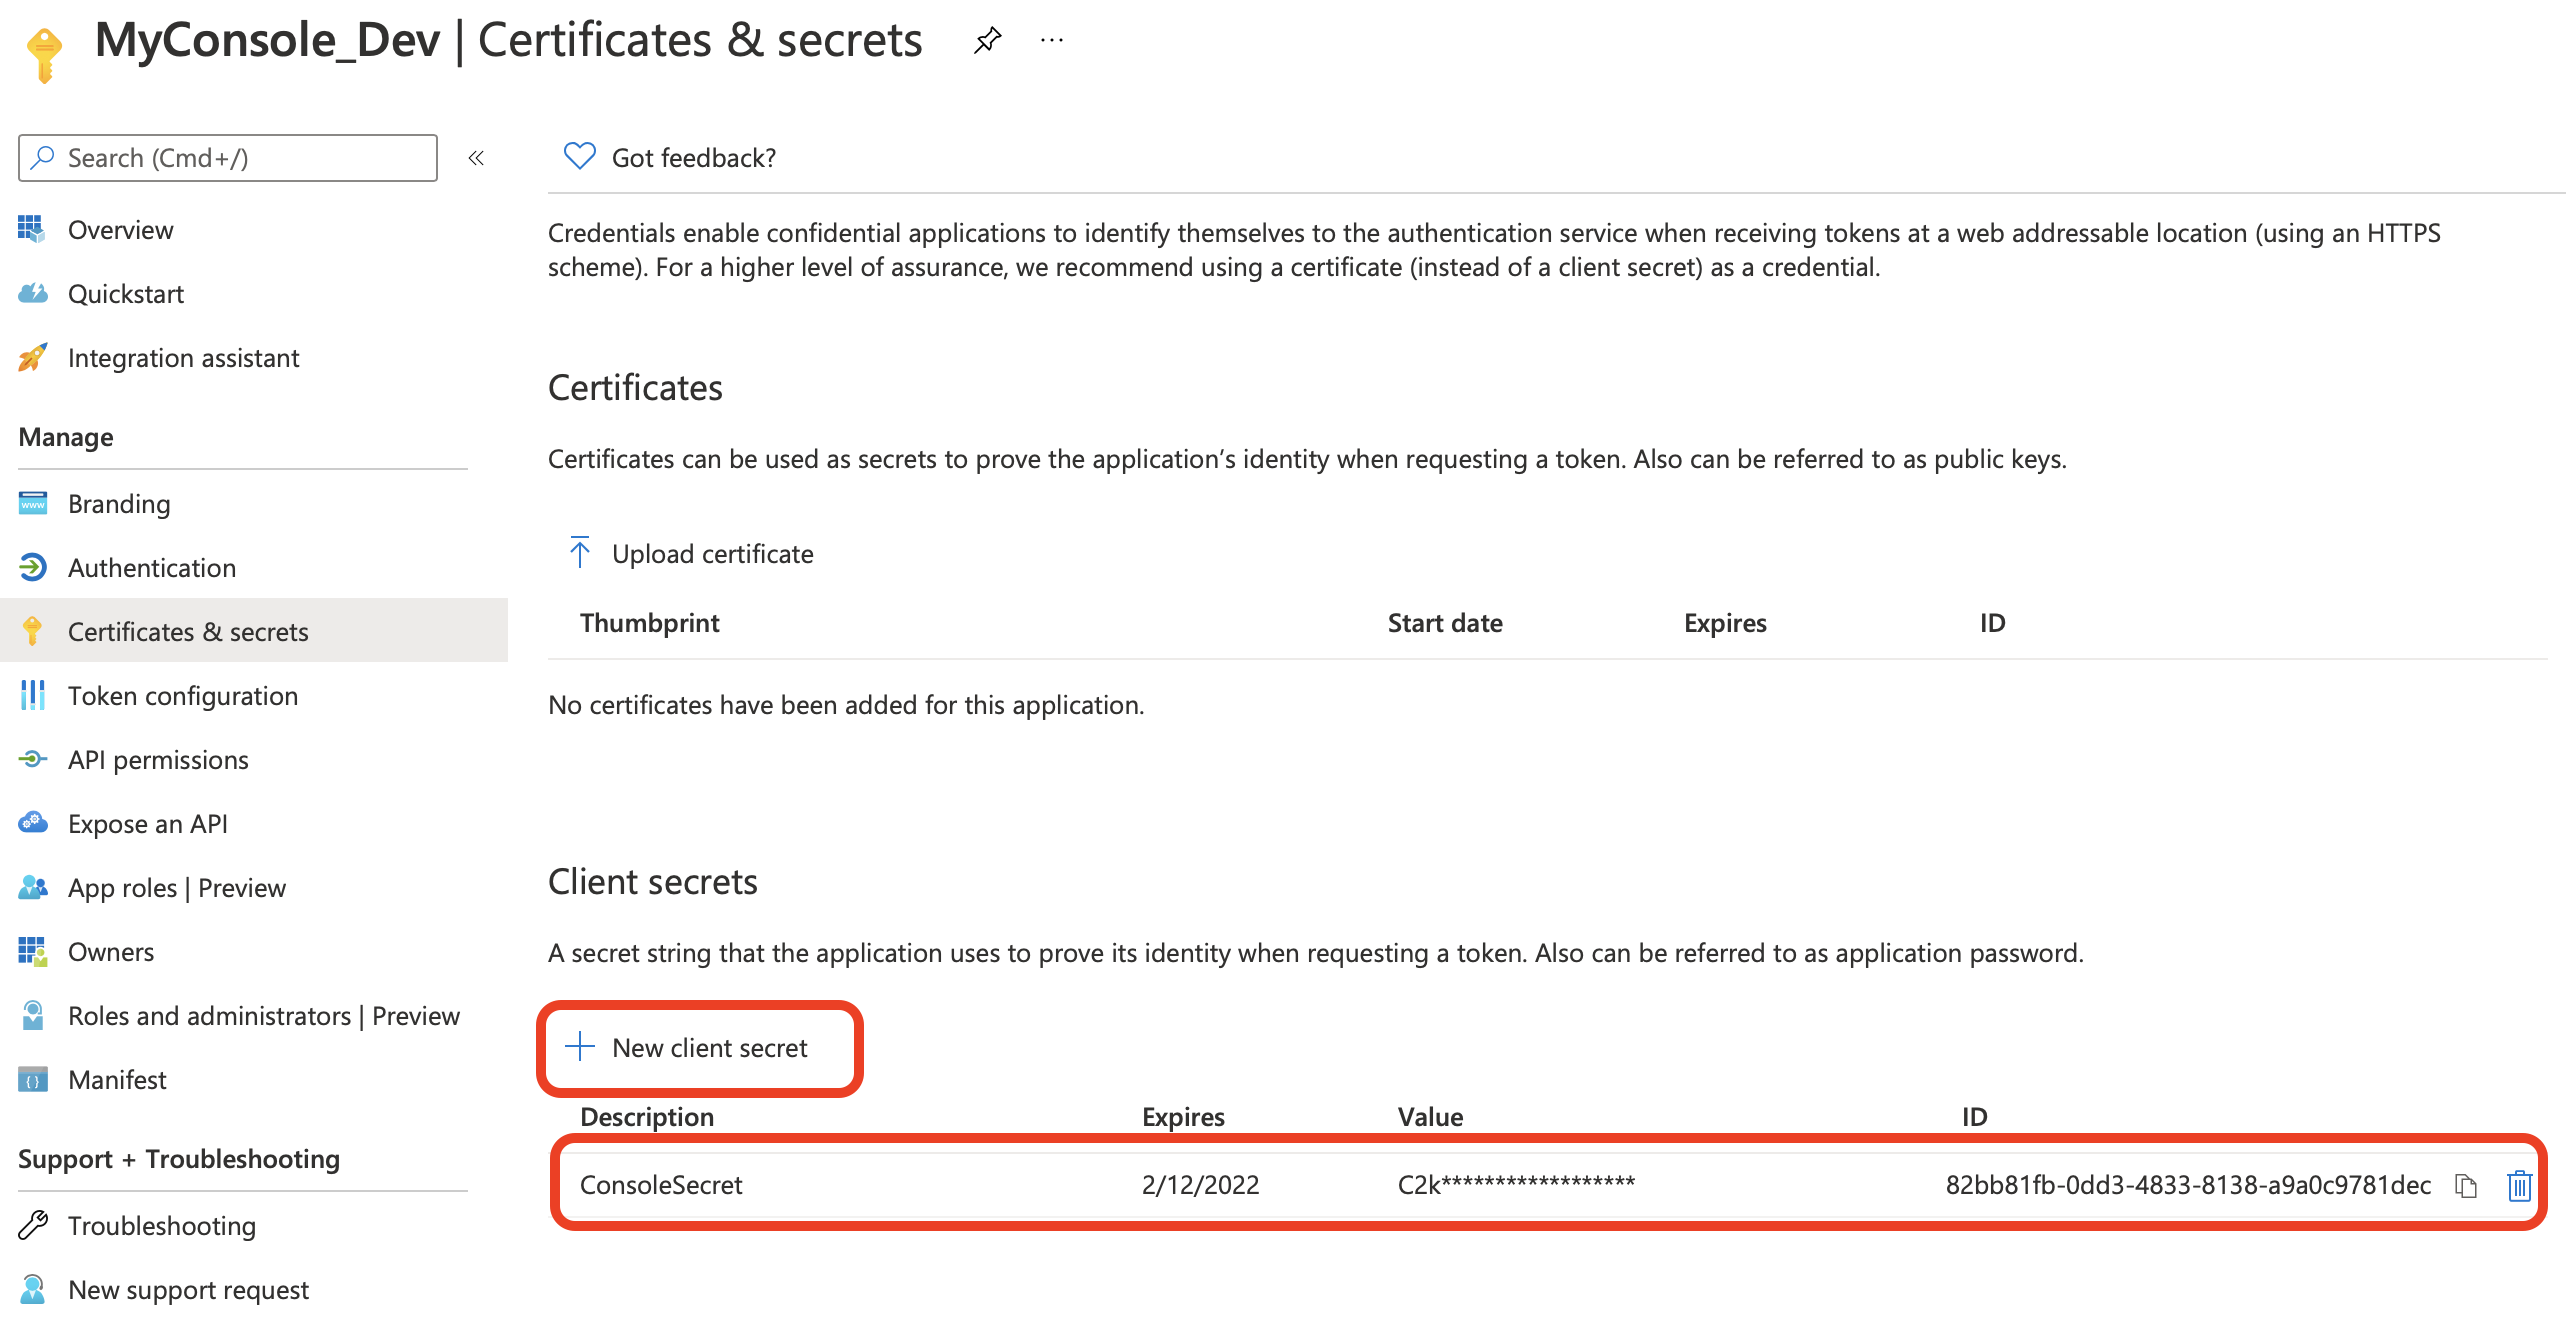 MyConsole_Dev | Certificates & secrets
Search (Cmd+/)
Overview
Quickstart
Integration assistant
Manage
Branding
Authentication
Certificates & secrets
Token configuration
API permissions
Expose an API
App roles | Preview
Owners
Roles and administrators | Preview
Manifest
Support + Troubleshooting
Troubleshooting
New support request
Got feedback?
Credentials enable confidential applications to identify themselves to the authentication service when receiving tokens at a web addressable location (using an HTTPS
scheme). For a higher level of assurance, we recommend using a certificate (instead of a client secret) as a credential.
Certificates
Certificates can be used as secrets to prove the application’s identity when requesting a token. Also can be referred to as public keys.
Upload certificate
Thumbprint Start date Expires ID
No certificates have been added for this application.
Client secrets
A secret string that the application uses to prove its identity when requesting a token. Also can be referred to as application password.
New client secret
Description Expires Value ID
ConsoleSecret 2/12/2022 C2k****************** 82bb81fb-0dd3-4833-8138-a9a0c9781dec